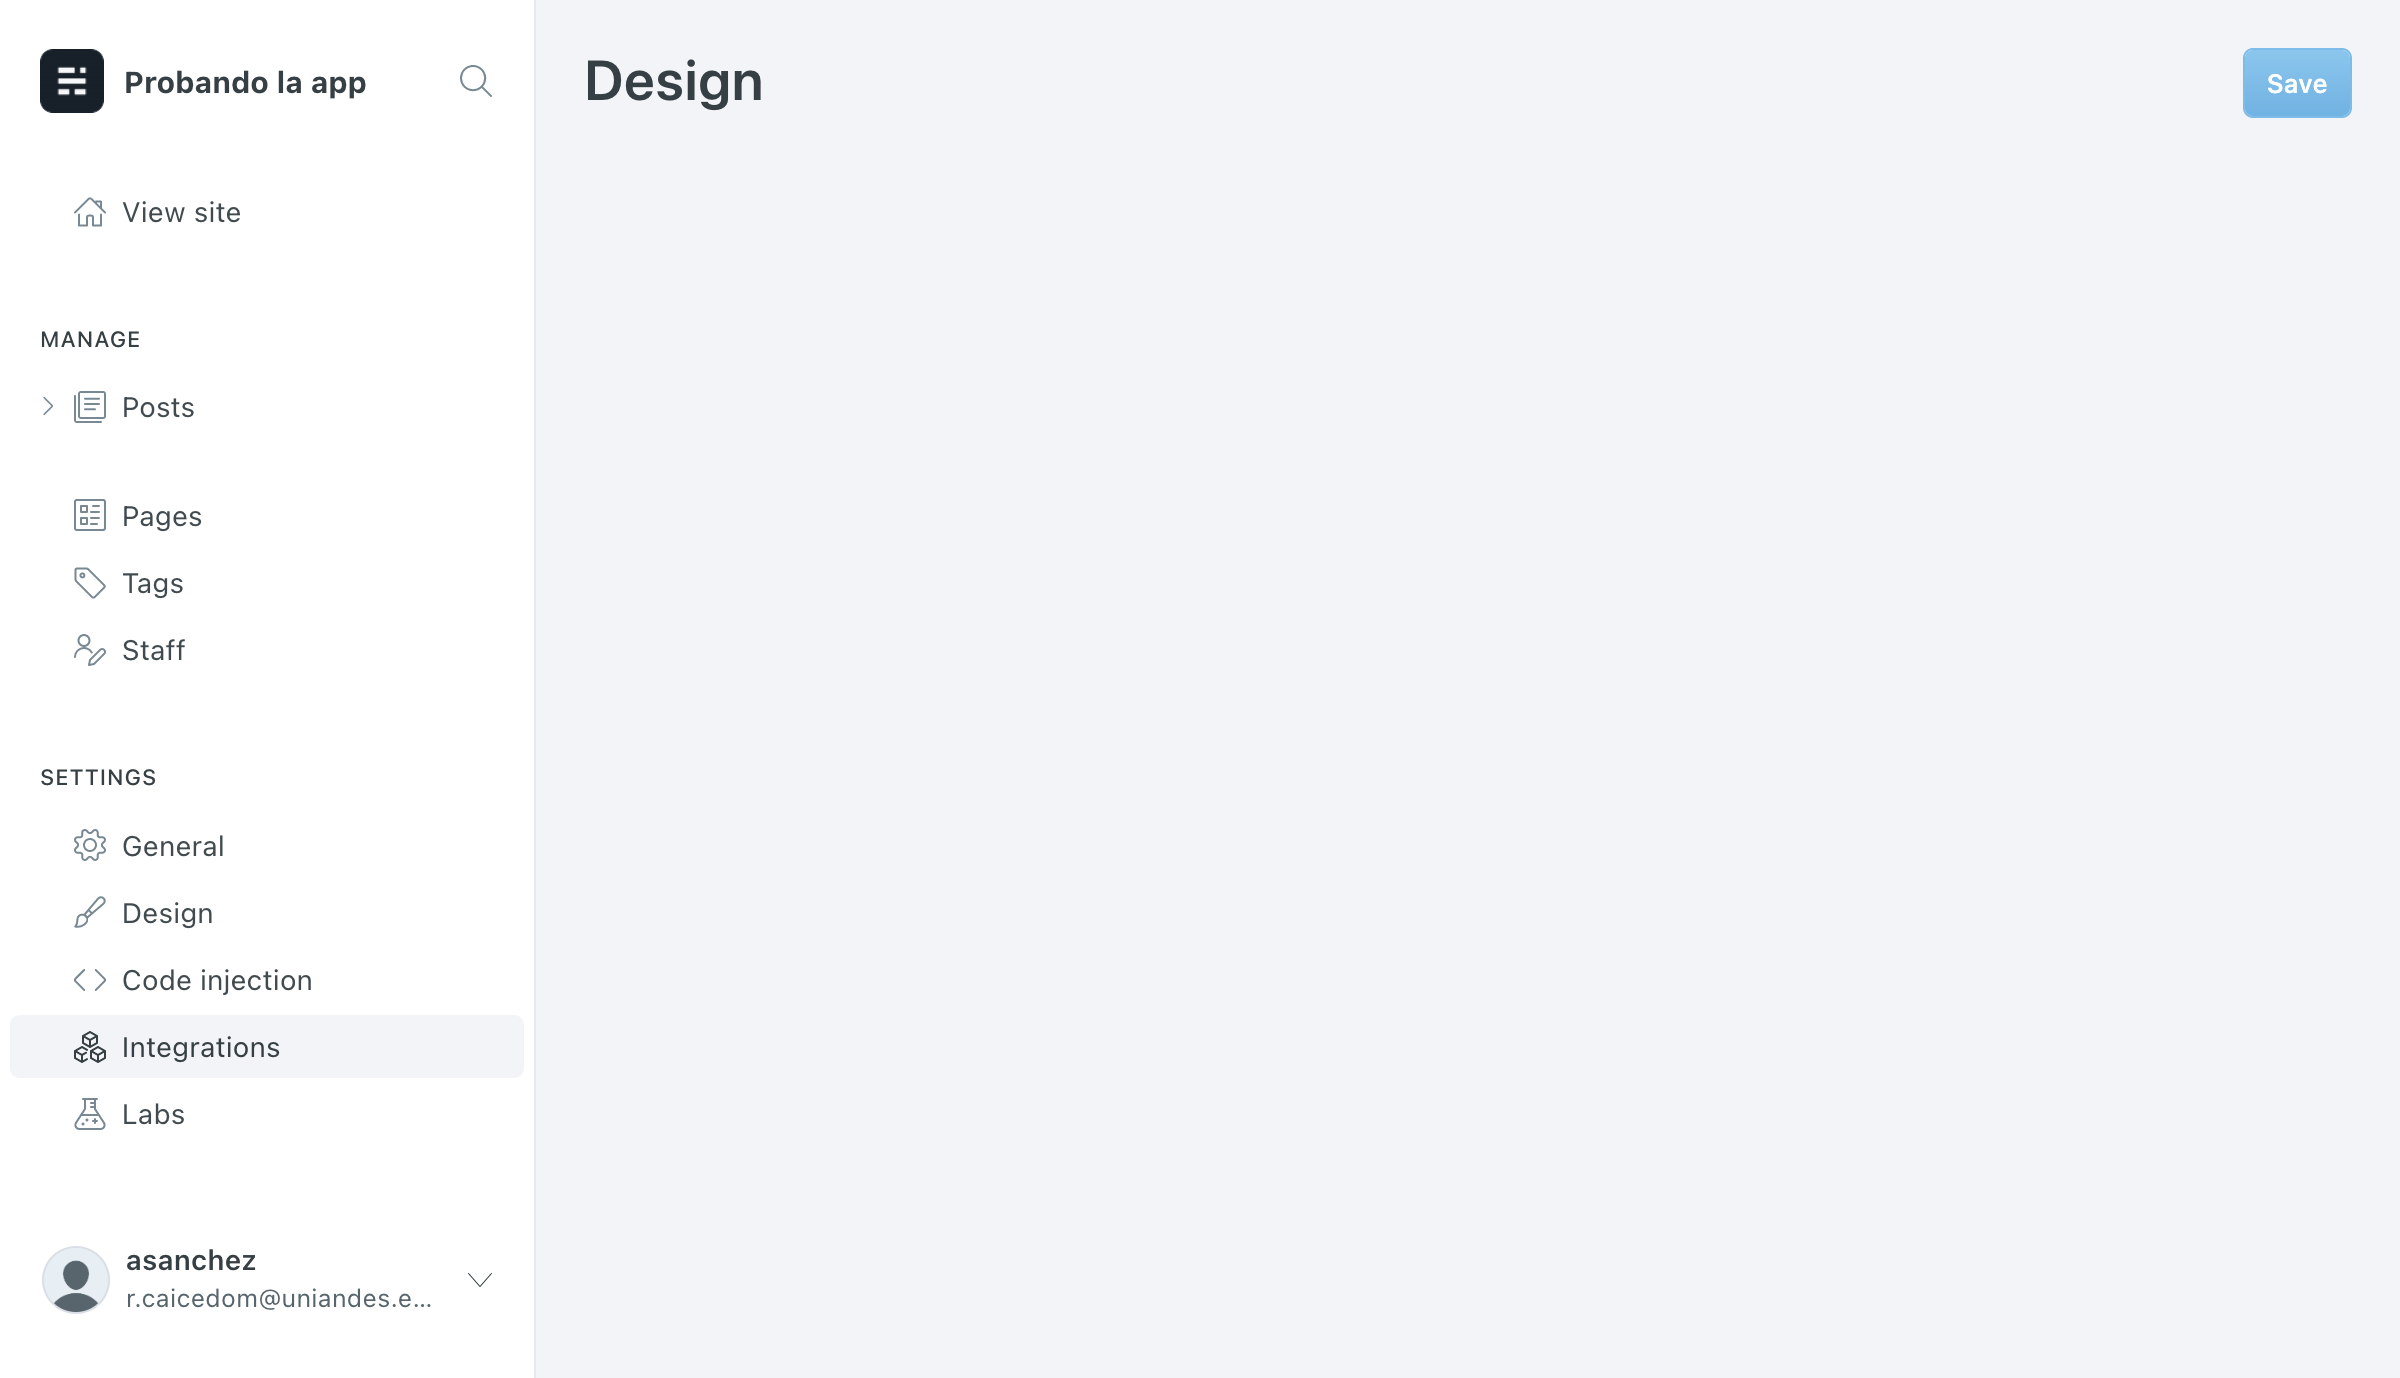 Probando la app
Design
Save
View site
MANAGE
Posts
Pages
Tags
Staff
SETTINGS
General
Design
Code injection
Integrations
Labs
asanchez
r.caicedom@uniandes.e...